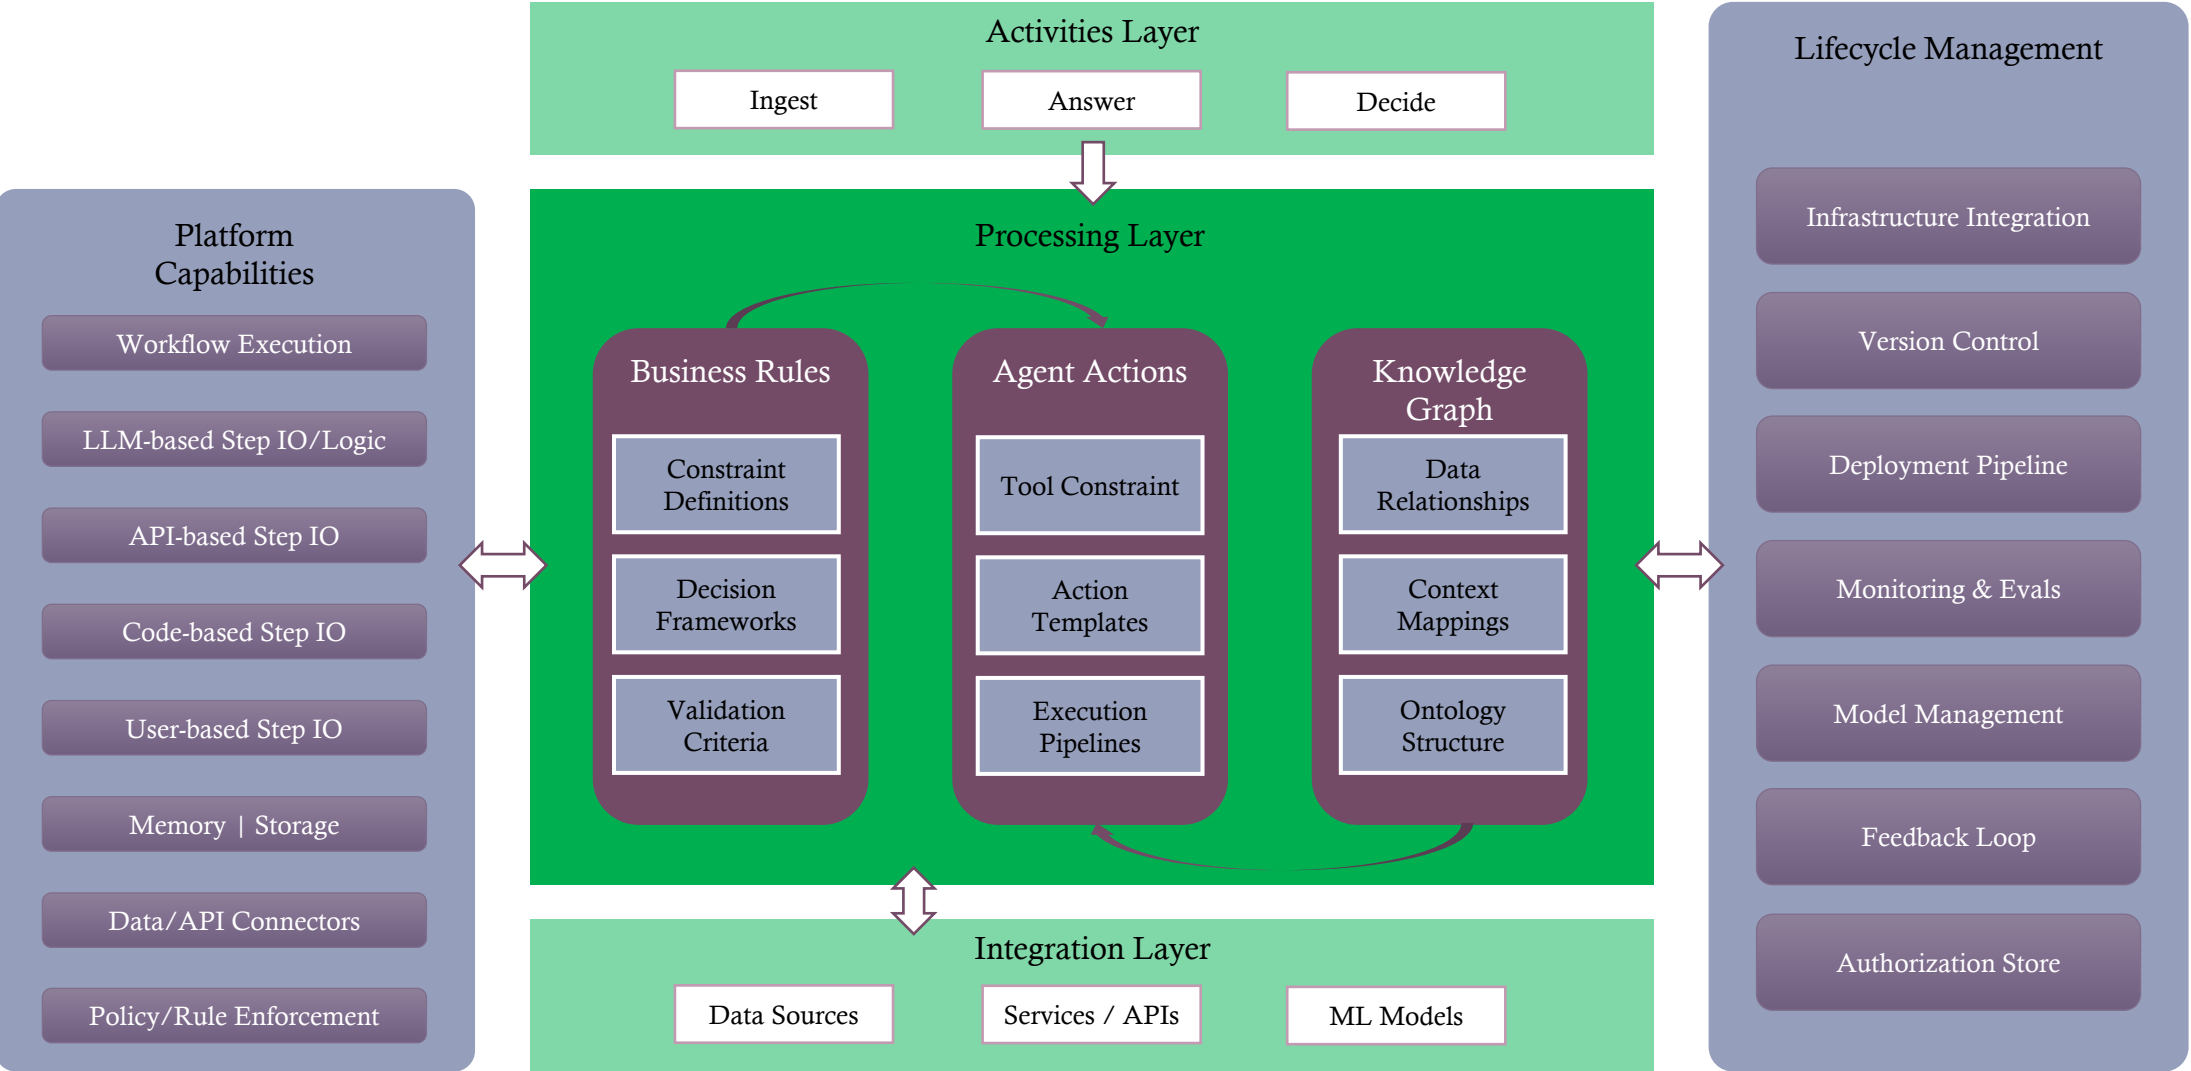 Activities Layer
Ingest
Answer
Decide
Platform
Capabilities
Workflow Execution
LLM-based Step IO/Logic
API-based Step IO
Code-based Step IO
User-based Step IO
Memory | Storage
Data/API Connectors
Policy/Rule Enforcement
Processing Layer
Business Rules
Constraint
Definitions
Decision
Frameworks
Validation
Criteria
Agent Actions
Tool Constraint
Action
Templates
Execution
Pipelines
Knowledge
Graph
Data
Relationships
Context
Mappings
Ontology
Structure
Integration Layer
Data Sources
Services / APIs
ML Models
Lifecycle Management
Infrastructure Integration
Version Control
Deployment Pipeline
Monitoring & Evals
Model Management
Feedback Loop
Authorization Store